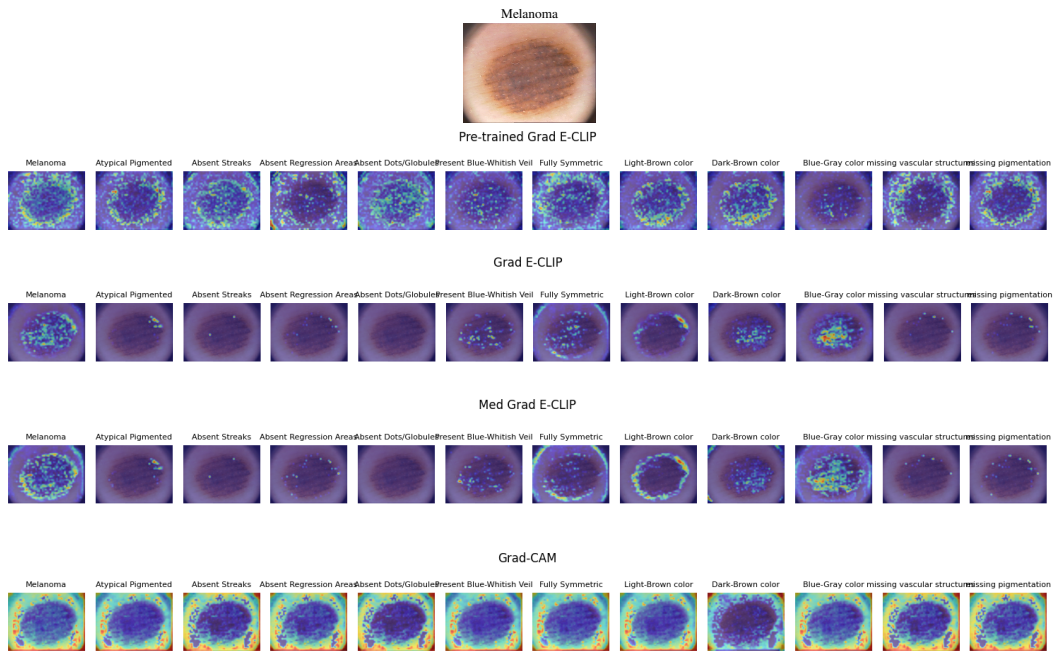 Melanoma
Pre-trained Grad E-CLIP
Melanoma Atypical Pigmented Absent Streaks Absent Regression Areas Absent Dots/Globules Present Blue-Whitish Veil Fully Symmetric Light-Brown color Dark-Brown color Blue-Gray color missing vascular structures missing pigmentation
Grad E-CLIP
Melanoma Atypical Pigmented Absent Streaks Absent Regression Areas Absent Dots/Globules Present Blue-Whitish Veil Fully Symmetric Light-Brown color Dark-Brown color Blue-Gray color missing vascular structures missing pigmentation
Med Grad E-CLIP
Melanoma Atypical Pigmented Absent Streaks Absent Regression Areas Absent Dots/Globules Present Blue-Whitish Veil Fully Symmetric Light-Brown color Dark-Brown color Blue-Gray color missing vascular structures missing pigmentation
Grad-CAM
Melanoma Atypical Pigmented Absent Streaks Absent Regression Areas Absent Dots/Globules Present Blue-Whitish Veil Fully Symmetric Light-Brown color Dark-Brown color Blue-Gray color missing vascular structures missing pigmentation